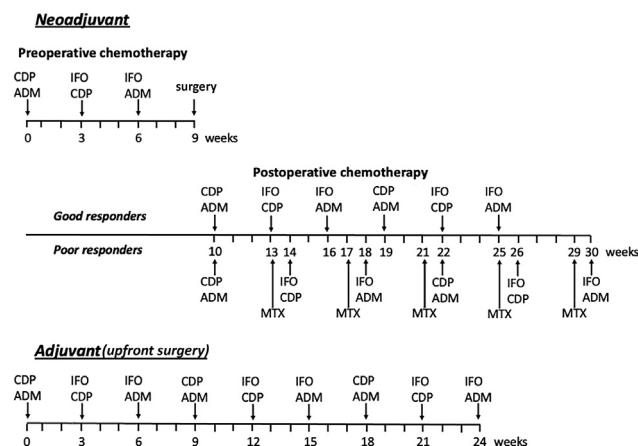 Neoadjuvant
Preoperative chemotherapy
CDP IFO IFO surgery
ADM CDP ADM
0 3 6 9 weeks
Postoperative chemotherapy
CDP IFO IFO CDP IFO IFO
ADM CDP ADM ADM CDP ADM
Good responders
Poor responders
10 13 14 16 17 18 19 21 22 25 26 29 30 weeks
CDP IFO IFO CDP IFO IFO
ADM CDP ADM ADM CDP ADM
MTX MTX MTX MTX MTX
Adjuvant (upfront surgery)
CDP IFO IFO CDP IFO IFO CDP IFO IFO
ADM CDP ADM ADM CDP ADM ADM CDP ADM
0 3 6 9 12 15 18 21 24 weeks